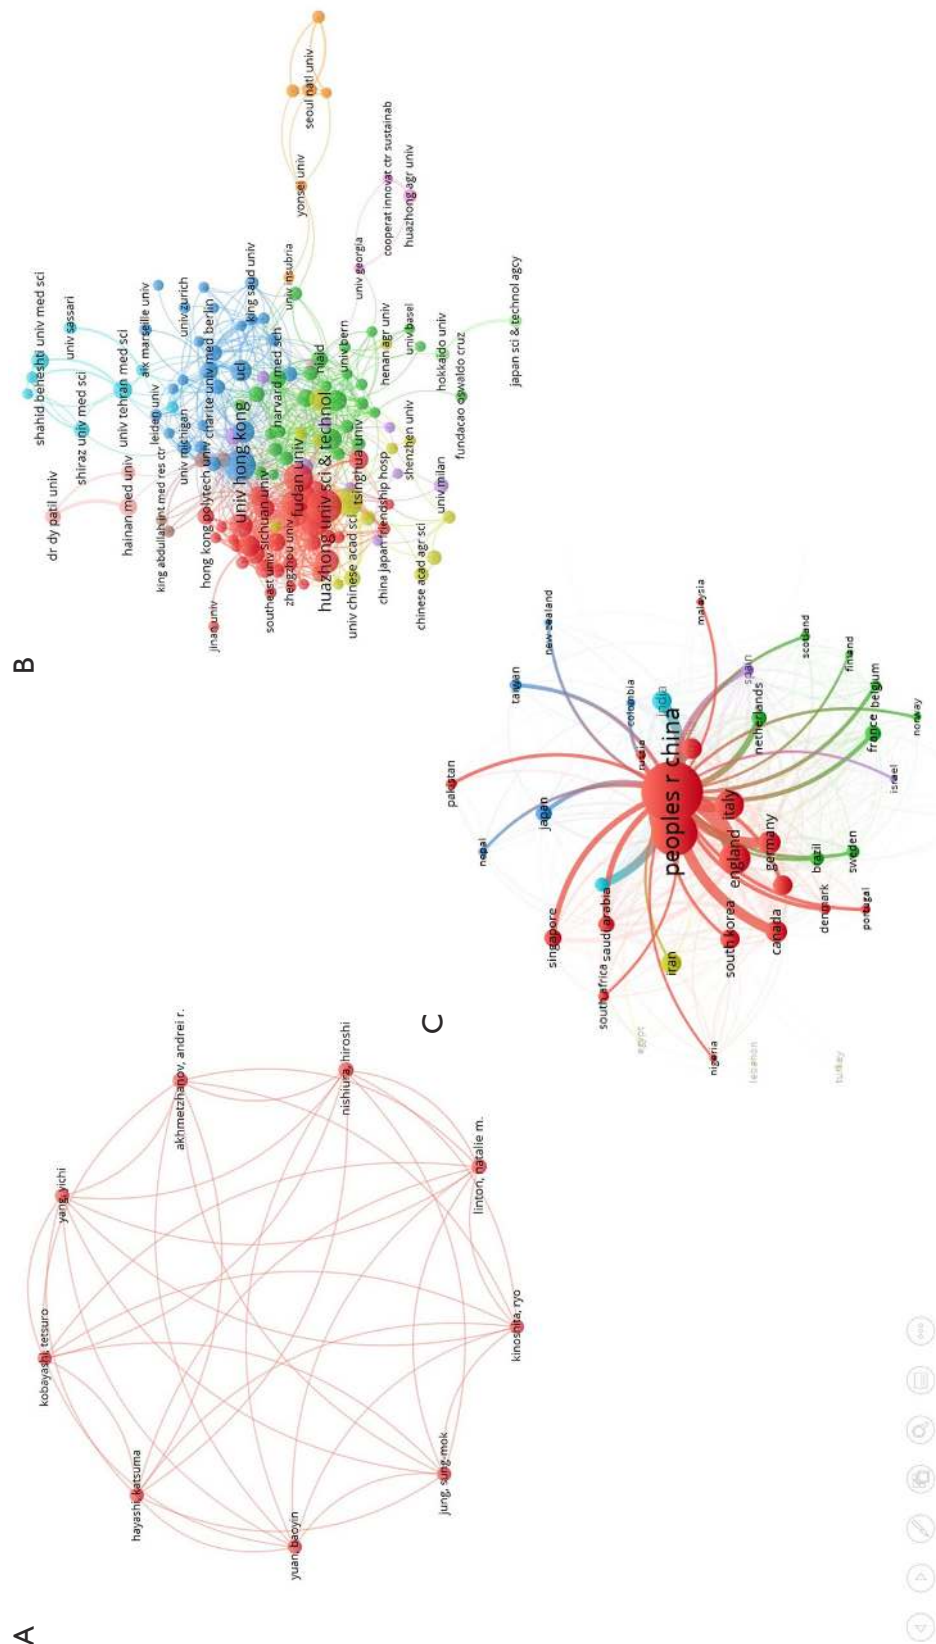 A
kobayashi, tetsuro
yang, yichi
akhmetzhanov, andrei r.
hayashi, katsuma
nishiura, hiroshi
yuan, baoyin
linton, natalie m.
jung, sung-mok
kinoshita, ryo
B
shahid beheshti univ med sci
univ sassari
dr dy patil univ
shiraz univ med sci
hainan med univ
univ tehran med sci
aix marseille univ
king abdullah int med res ctr
leiden univ
univ michigan
univ zurich
hong kong polytech univ
charite univ med berlin
jinan univ
univ hong kong
ucl
king saud univ
southeast univ
sichuan univ
harvard med sch
zhengzhou univ
fudan univ
univ insubria
yonsei univ
seoul natl univ
huazhong univ sci & technol
niaid
univ bern
univ chinese acad sci
tsinghua univ
univ georgia
china japan friendship hosp
henan agr univ
cooperat innovat ctr sustainab
shenzhen univ
univ basel
huazhong agr univ
chinese acad agr sci
univ milan
hokkaido univ
fundacao oswaldo cruz
japan sci & technol agcy
C
pakistan
nepal
taiwan
new zealand
japan
singapore
saudi arabia
south africa
colombia
russia
india
egypt
iran
peoples r china
malaysia
nigeria
south korea
england
italy
spain
netherlands
lebanon
canada
germany
scotland
denmark
brazil
turkey
sweden
finland
portugal
france
belgium
israel
norway